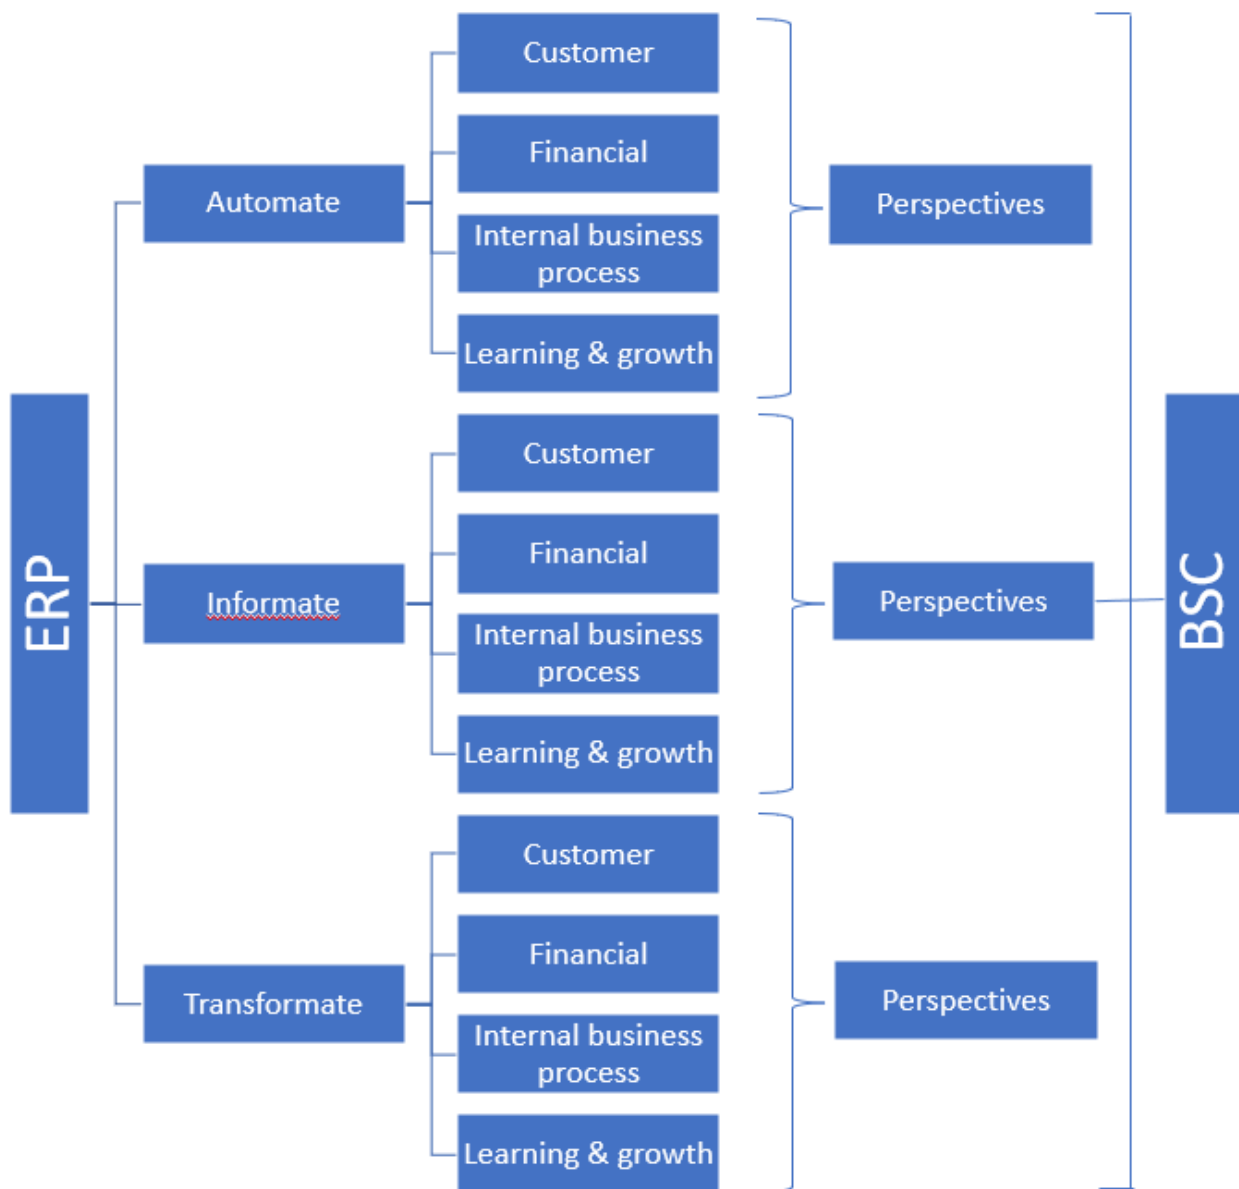 ERP
Automate
Customer
Financial
Internal business
process
Learning & growth
Perspectives
Informate
Customer
Financial
Internal business
process
Learning & growth
Perspectives
Transformate
Customer
Financial
Internal business
process
Learning & growth
Perspectives
BSC